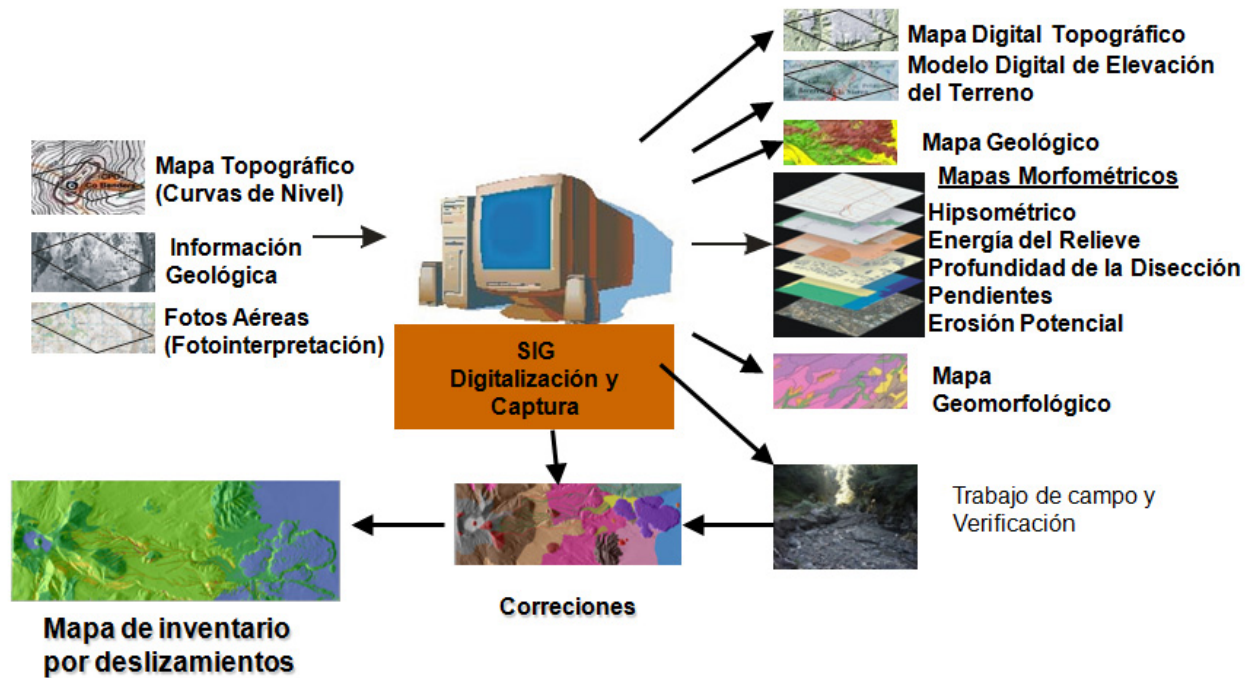 Mapa Topográfico
(Curvas de Nivel)
Información
Geológica
Fotos Aéreas
(Fotointerpretación)
SIG
Digitalización y
Captura
Mapa Digital Topográfico
Modelo Digital de Elevación
del Terreno
Mapa Geológico
Mapas Morfométricos
Hipsométrico
Energía del Relieve
Profundidad de la Disección
Pendientes
Erosión Potencial
Mapa
Geomorfológico
Trabajo de campo y
Verificación
Correciones
Mapa de inventario
por deslizamientos